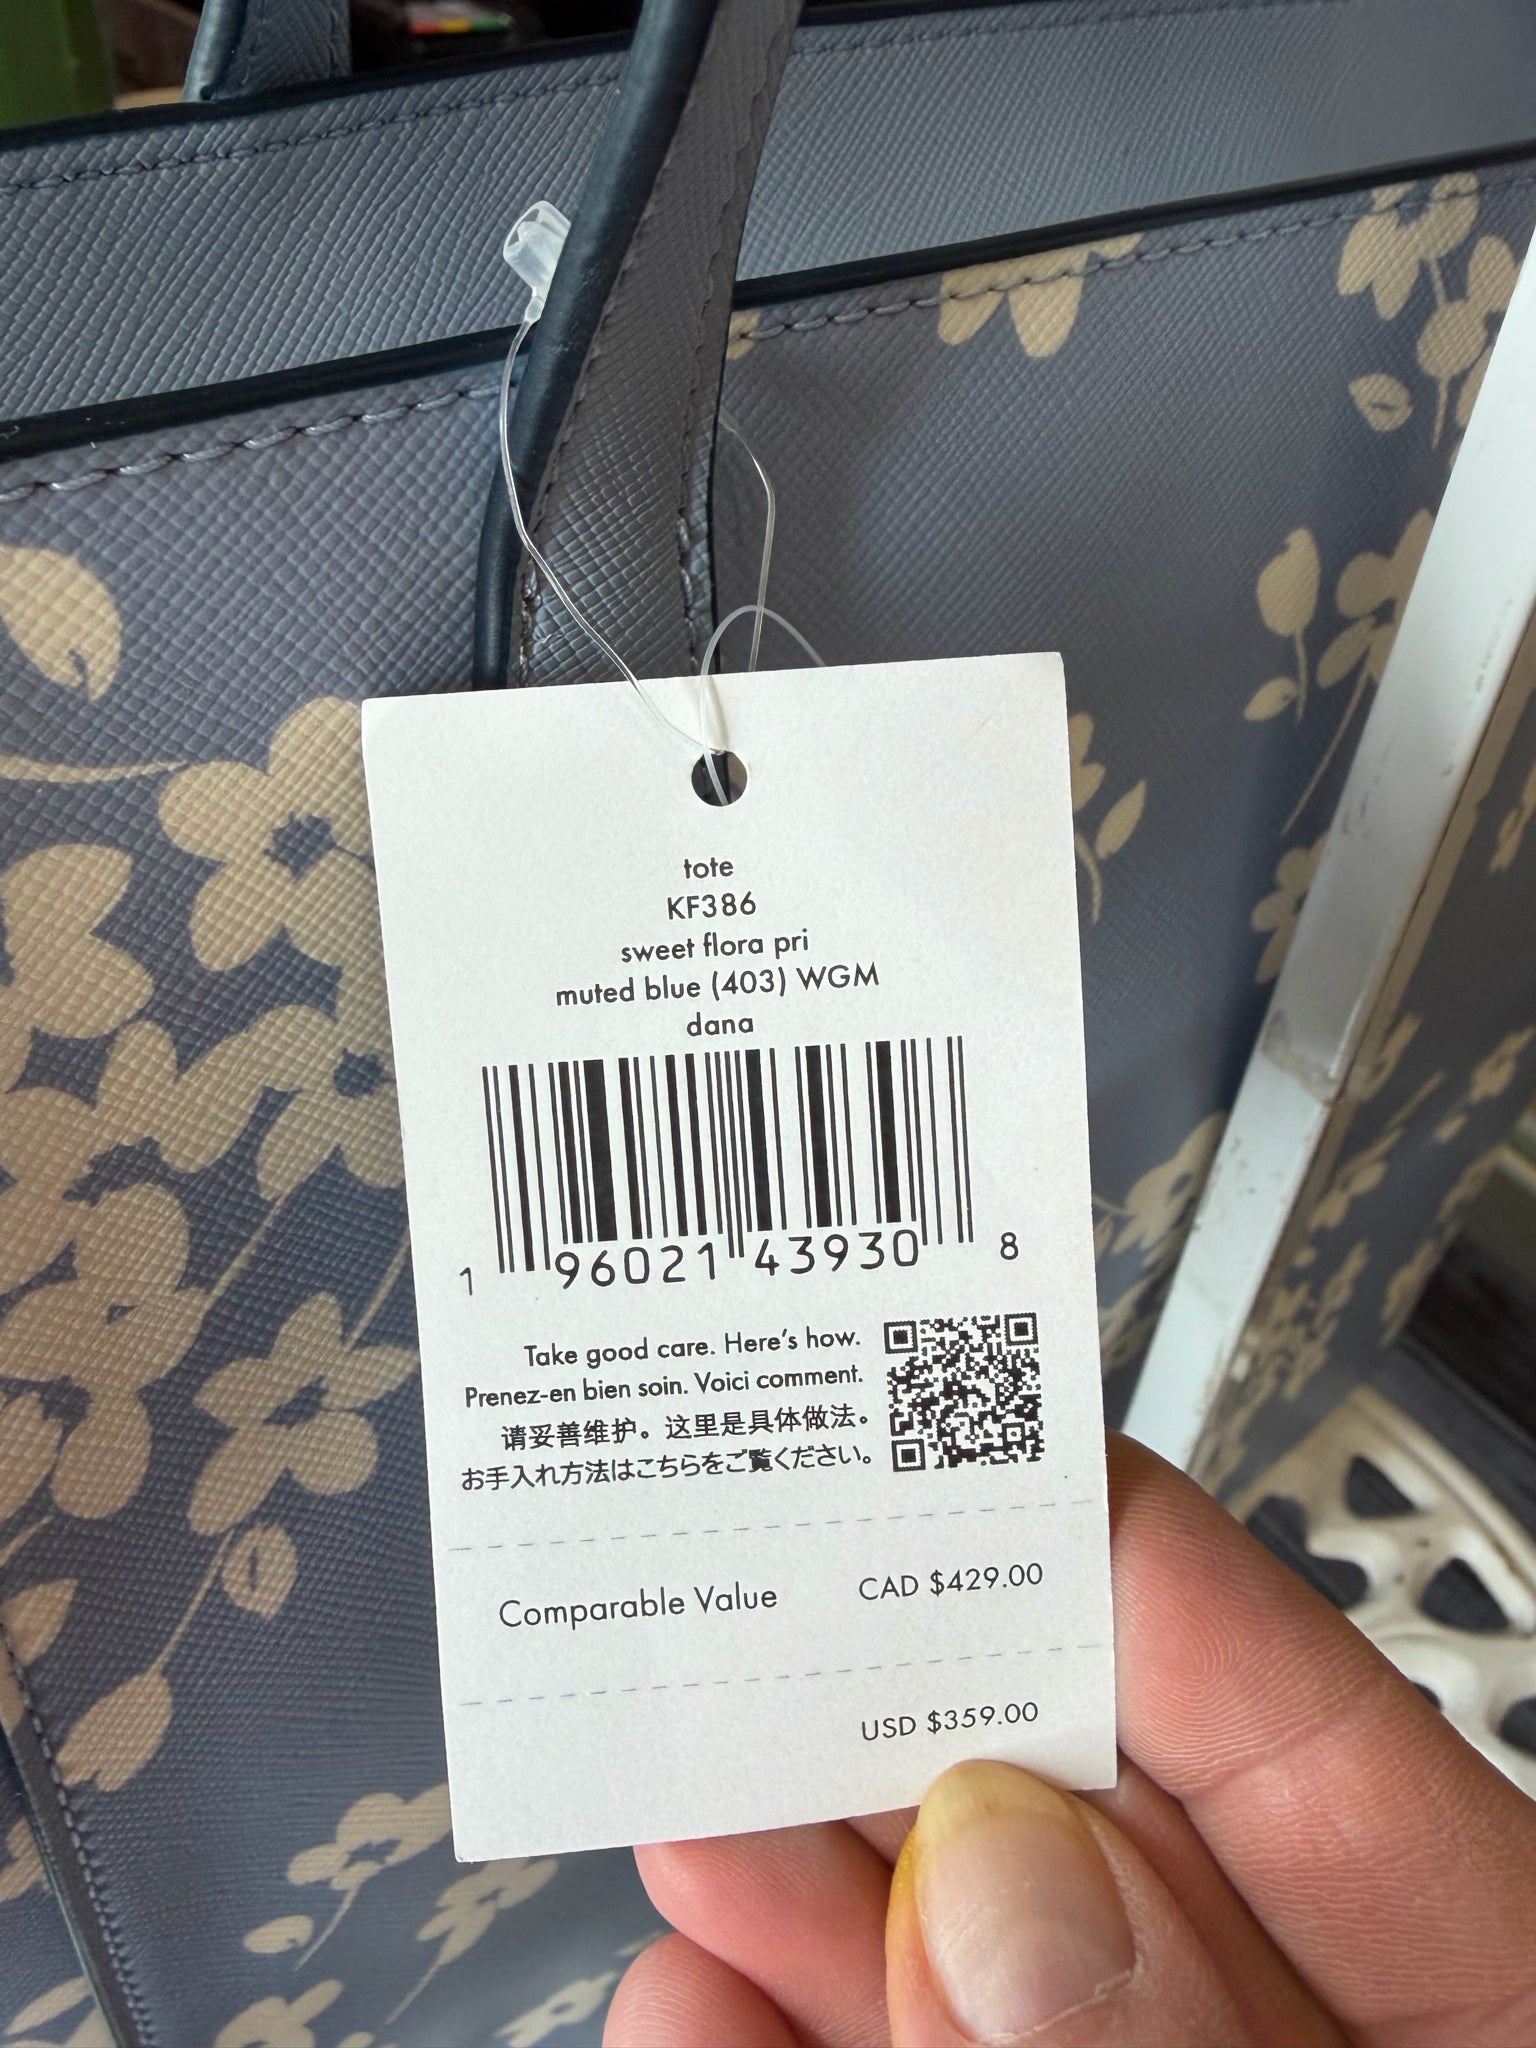 tote
KF386
sweet flora pri
muted blue (403) WGM
dana
1 96021 43930 8
Take good care. Here's how.
Prenez-en bien soin. Voici comment.
请妥善维护。这里是具体做法。
お手入れ方法はこちらをご覧ください。
Comparable Value CAD $429.00
USD $359.00